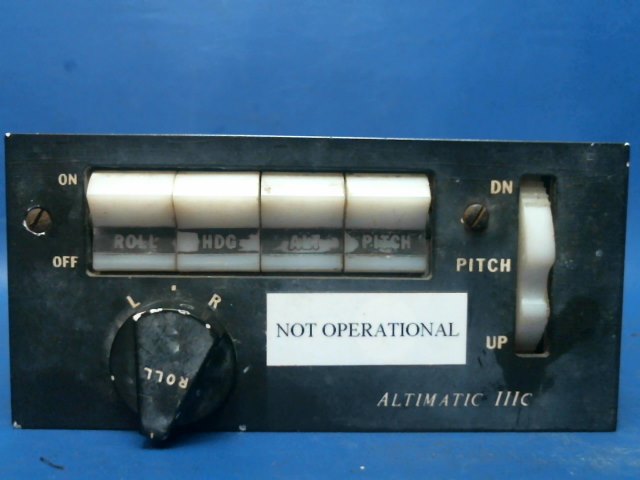 ON
OFF
ROLL HDG ALT PITCH
DN
PITCH
UP
L R
ROLL
NOT OPERATIONAL
ALTIMATIC IIIC